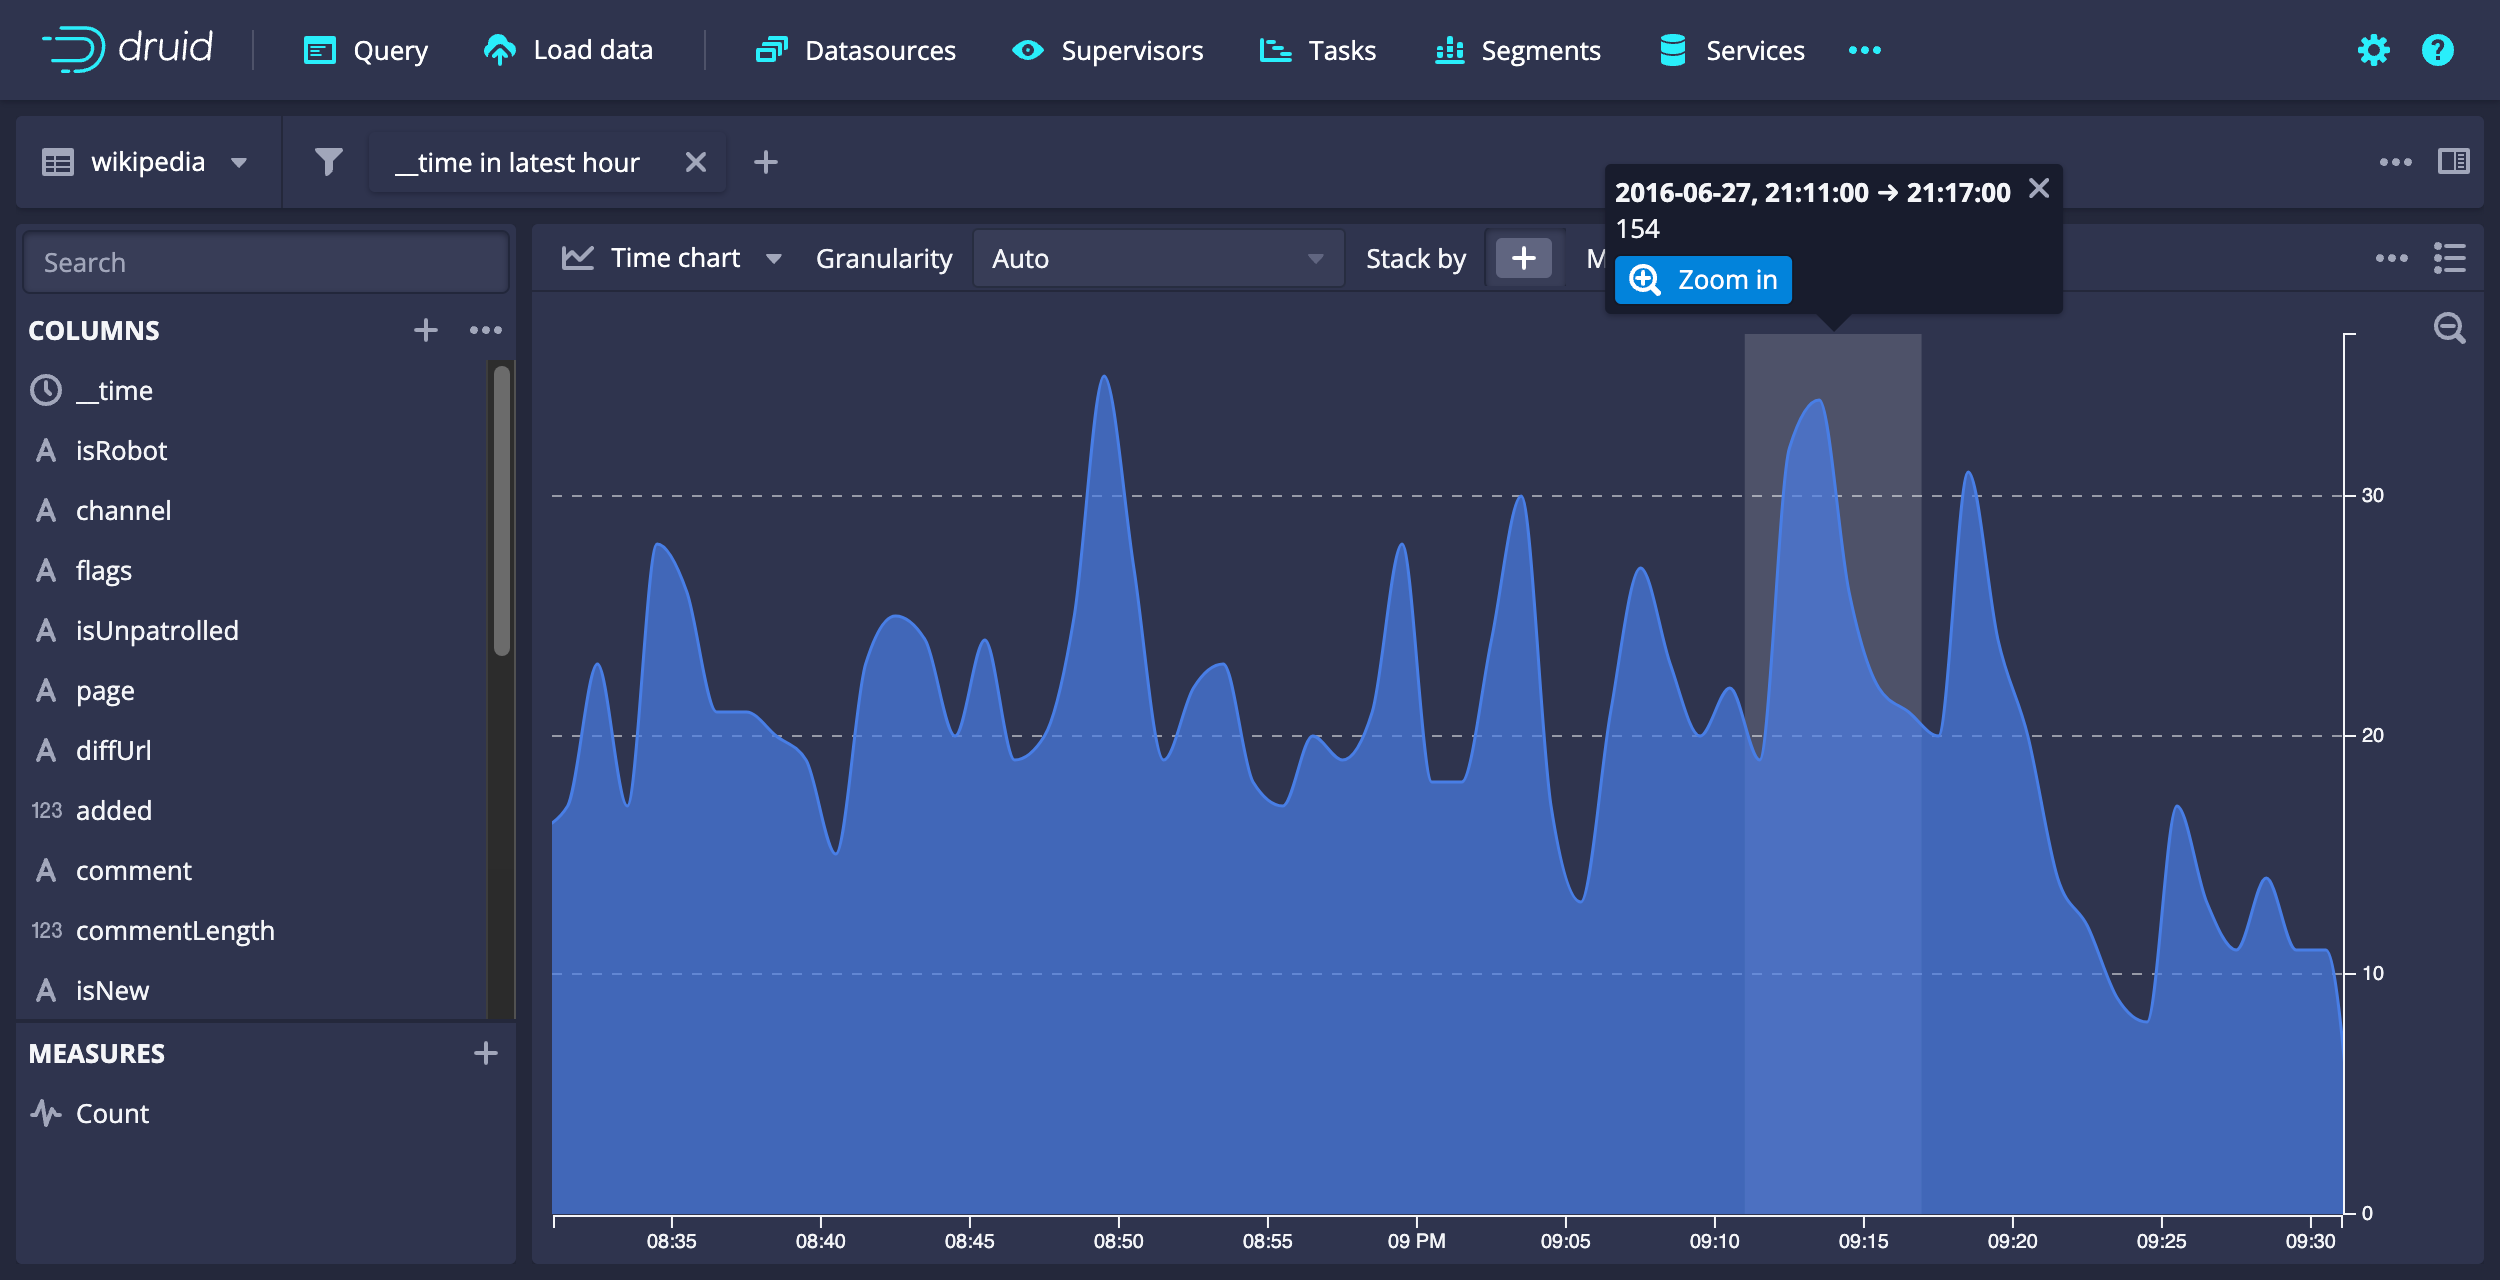 druid Query Load data Datasources Supervisors Tasks Segments Services
wikipedia __time in latest hour
2016-06-27, 21:11:00 → 21:17:00
154
Zoom in
Search
Time chart Granularity Auto Stack by
COLUMNS
__time
isRobot
channel
flags
isUnpatrolled
page
diffUrl
123 added
comment
123 commentLength
isNew
MEASURES
Count
30
20
10
0
08:35 08:40 08:45 08:50 08:55 09 PM 09:05 09:10 09:15 09:20 09:25 09:30